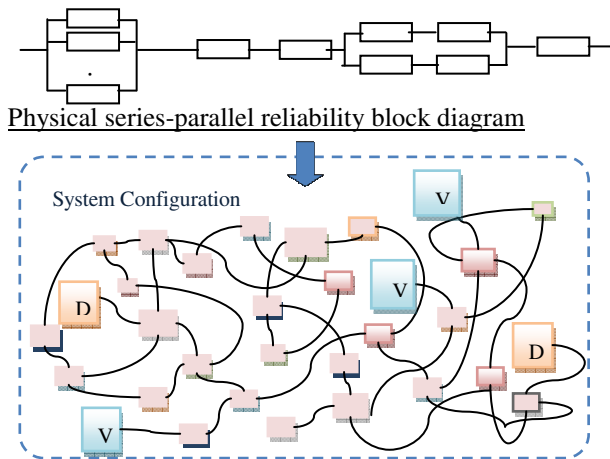 Physical series-parallel reliability block diagram
System Configuration
V
D
V
D
V